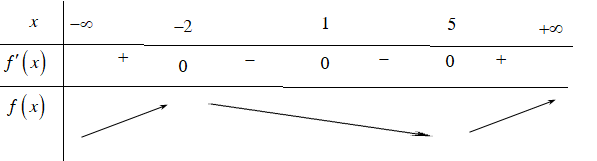 x −∞ −2 1 5 +∞
f′(x) + 0 − 0 − 0 +
f(x)